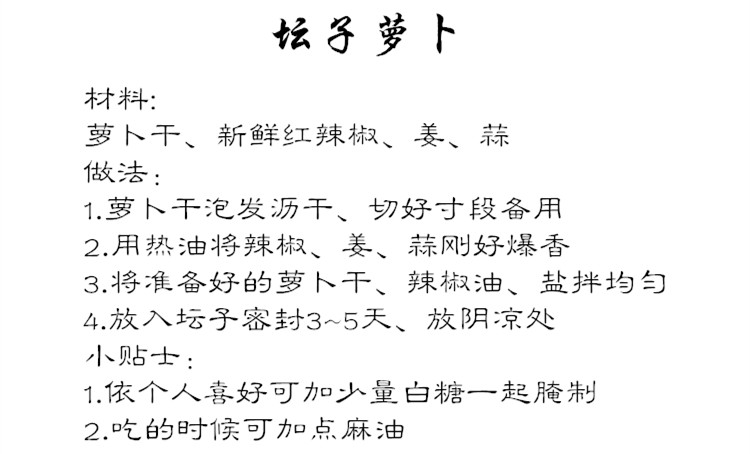 坛子萝卜
材料:
萝卜干、新鲜红辣椒、姜、蒜
做法:
1.萝卜干泡发沥干、切好寸段备用
2.用热油将辣椒、姜、蒜刚好爆香
3.将准备好的萝卜干、辣椒油、盐拌均匀
4.放入坛子密封3~5天、放阴凉处
小贴士:
1.依个人喜好可加少量白糖一起腌制
2.吃的时候可加点麻油